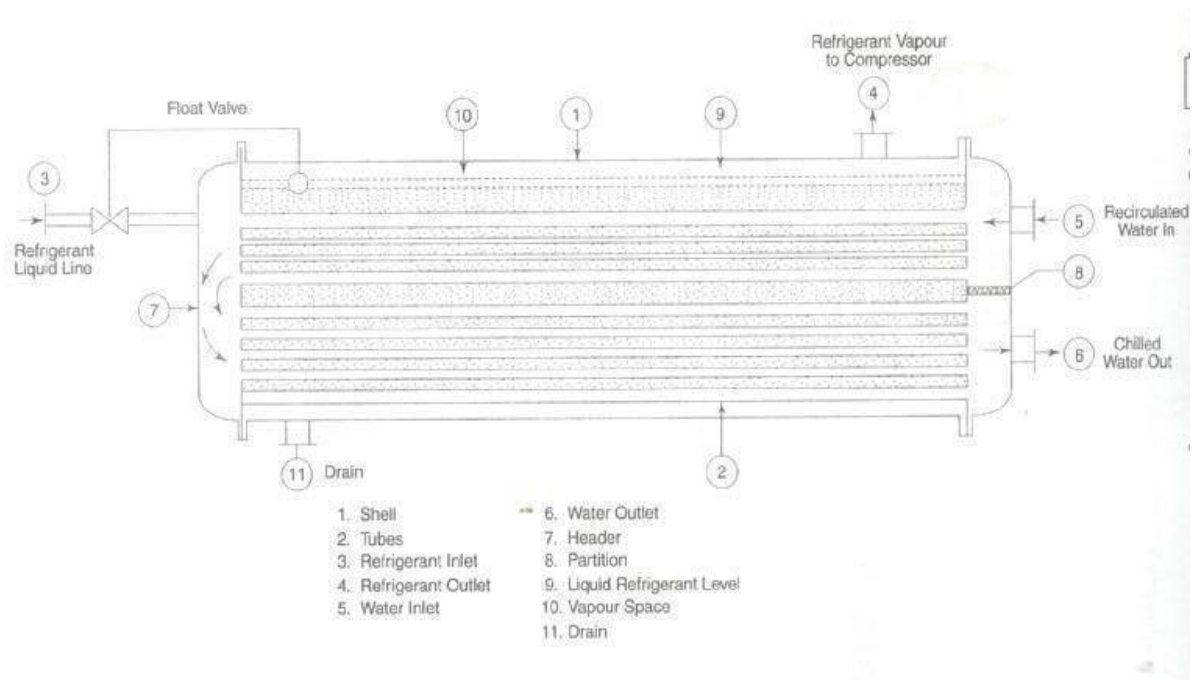 Refrigerant Vapour
to Compressor
4
Float Valve
10
1
9
3
Refrigerant
Liquid Line
5
Recirculated
Water In
8
7
6
Chilled
Water Out
11
Drain
2
1. Shell
2. Tubes
3. Refrigerant Inlet
4. Refrigerant Outlet
5. Water Inlet
6. Water Outlet
7. Header
8. Partition
9. Liquid Refrigerant Level
10. Vapour Space
11. Drain